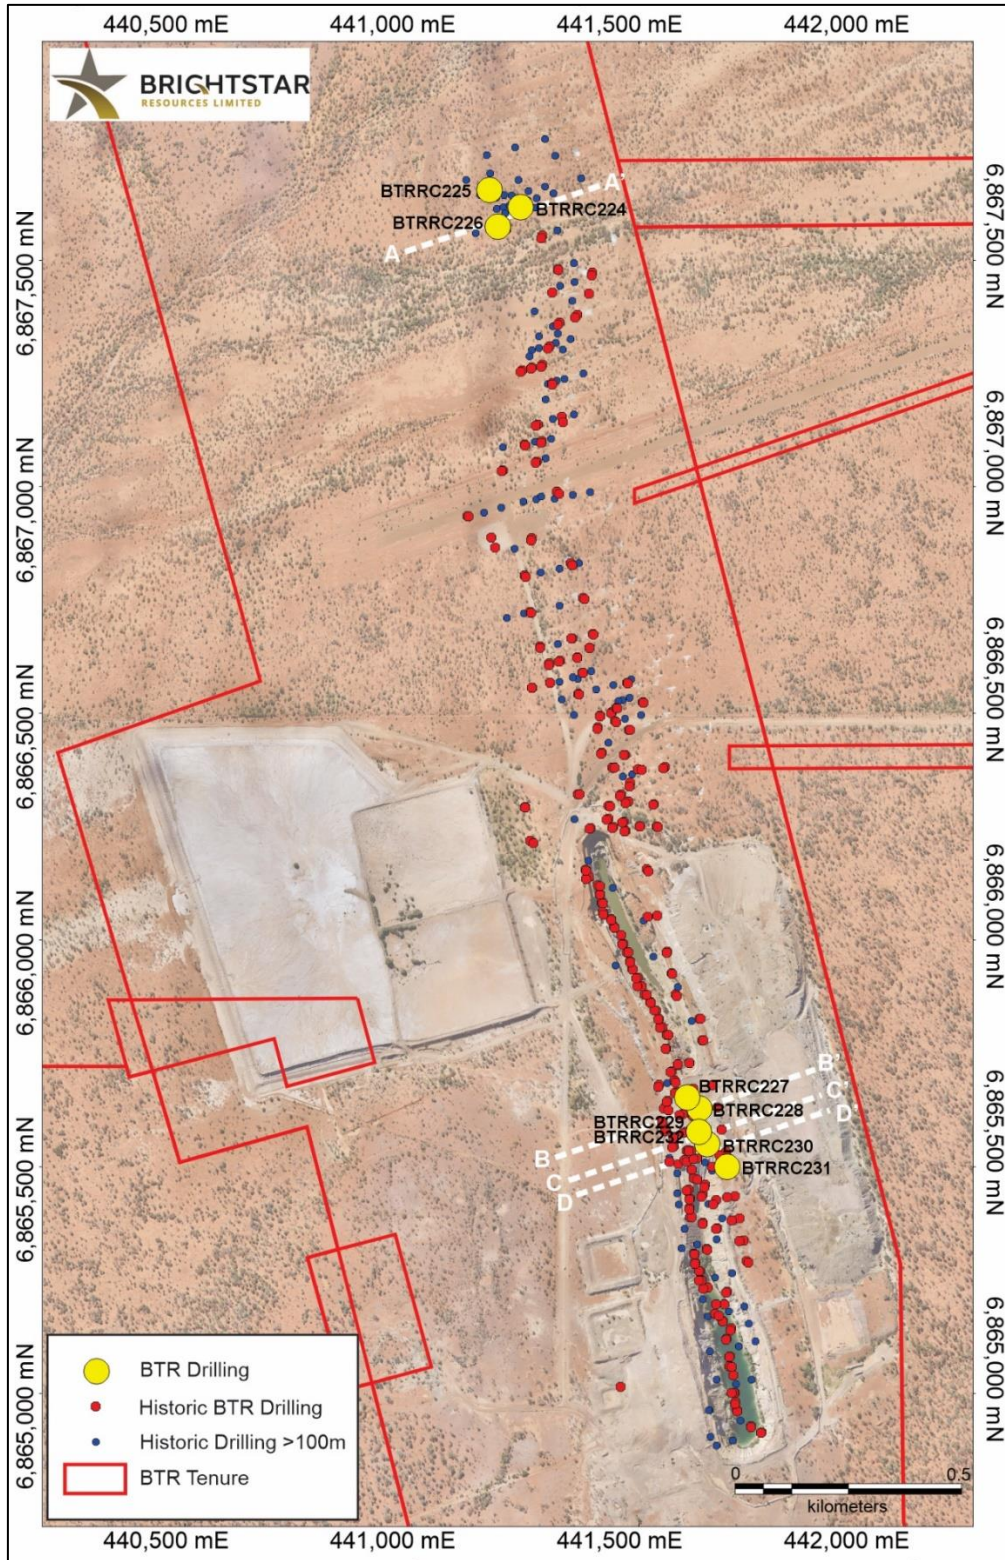 440,500 mE 441,000 mE 441,500 mE 442,000 mE
BRIGHTSTAR
RESOURCES LIMITED
BTRRC225
A'
BTRRC224
BTRRC226
A
6,867,500 mN
6,867,500 mN
6,867,000 mN
6,867,000 mN
6,866,500 mN
6,866,500 mN
6,866,000 mN
6,866,000 mN
B'
BTRRC227
C'
BTRRC228
D'
BTRRC229
BTRRC232
BTRRC230
B
BTRRC231
C
D
6,865,500 mN
6,865,500 mN
6,865,000 mN
6,865,000 mN
BTR Drilling
Historic BTR Drilling
Historic Drilling >100m
BTR Tenure
0 0.5
kilometers
440,500 mE 441,000 mE 441,500 mE 442,000 mE